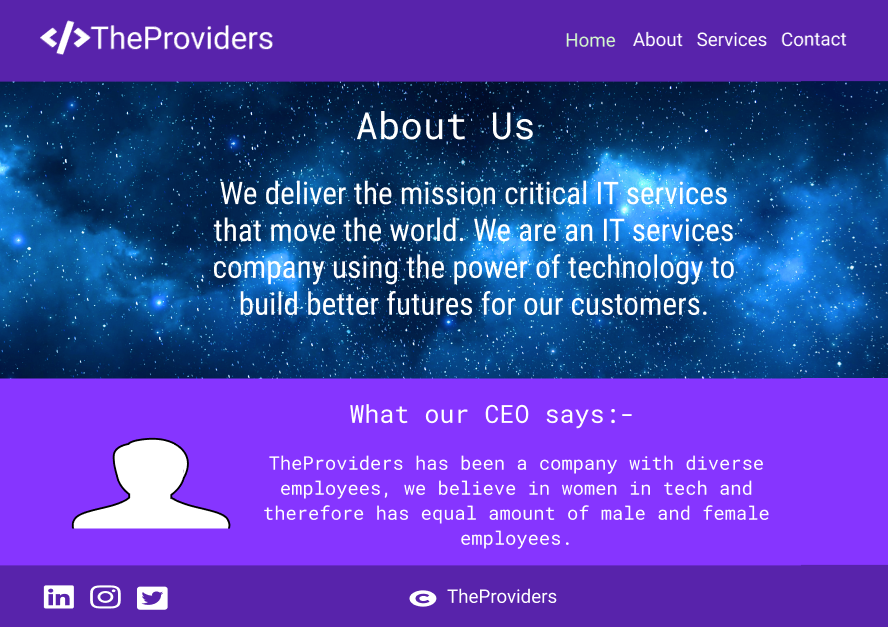 </>TheProviders
Home About Services Contact
About Us
We deliver the mission critical IT services
that move the world. We are an IT services
company using the power of technology to
build better futures for our customers.
What our CEO says:-
TheProviders has been a company with diverse
employees, we believe in women in tech and
therefore has equal amount of male and female
employees.
in
© TheProviders